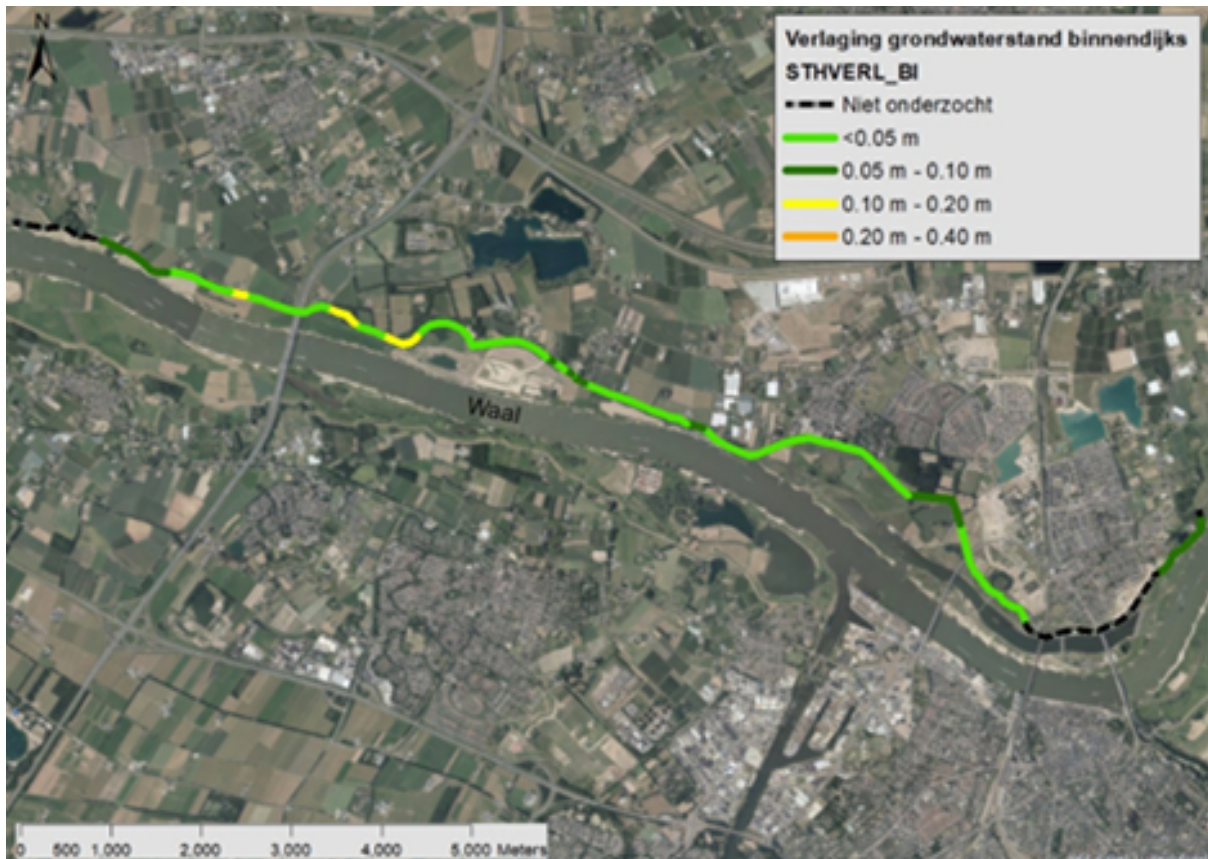 N
Verlaging grondwaterstand binnendijks
STHVERL_BI
Niet onderzocht
<0.05 m
0.05 m - 0.10 m
0.10 m - 0.20 m
0.20 m - 0.40 m
Waal
0 500 1.000 2.000 3.000 4.000 5.000 Meters